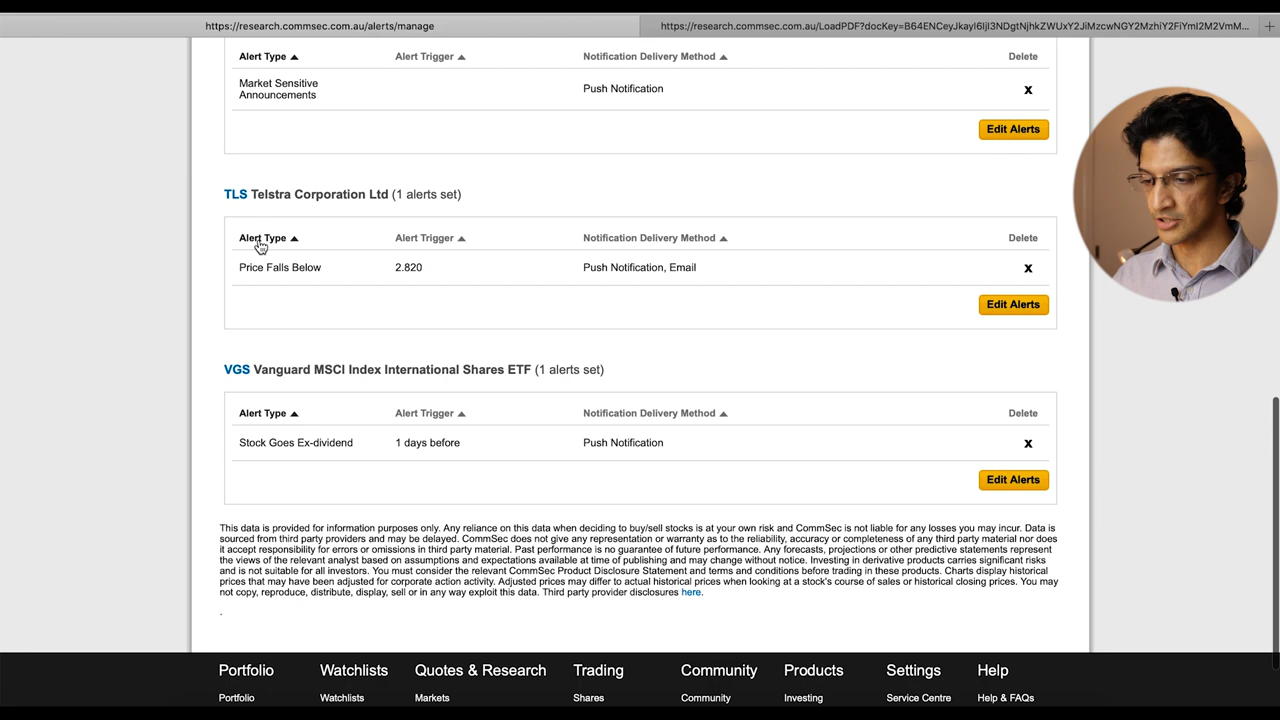 https://research.commsec.com.au/alerts/manage
Alert Type ▲ Alert Trigger ▲ Notification Delivery Method ▲ Delete
Market Sensitive
Announcements
Push Notification
x
Edit Alerts
TLS Telstra Corporation Ltd (1 alerts set)
Alert Type ▲ Alert Trigger ▲ Notification Delivery Method ▲ Delete
Price Falls Below 2.820 Push Notification, Email x
Edit Alerts
VGS Vanguard MSCI Index International Shares ETF (1 alerts set)
Alert Type ▲ Alert Trigger ▲ Notification Delivery Method ▲ Delete
Stock Goes Ex-dividend 1 days before Push Notification x
Edit Alerts
This data is provided for information purposes only. Any reliance on this data when deciding to buy/sell stocks is at your own risk and CommSec is not liable for any losses you may incur. Data is
sourced from third party providers and may be delayed. CommSec does not give any representation or warranty as to the reliability, accuracy or completeness of any third party material nor does
it accept responsibility for errors or omissions in third party material. Past performance is no guarantee of future performance. Any forecasts, projections or other predictive statements represent
the views of the relevant analyst based on assumptions and expectations available at time of publishing and may change without notice. Investing in derivative products carries significant risks
and is not suitable for all investors. You must consider the relevant CommSec Product Disclosure Statement and terms and conditions before trading in these products. Charts display historical
prices that may have been adjusted for corporate action activity. Adjusted prices may differ to actual historical prices when looking at a stock's course of sales or historical closing prices. You may
not copy, reproduce, distribute, display, sell or in any way exploit this data. Third party provider disclosures here.
.
Portfolio Watchlists Quotes & Research Trading Community Products Settings Help
Portfolio Watchlists Markets Shares Community Investing Service Centre Help & FAQs